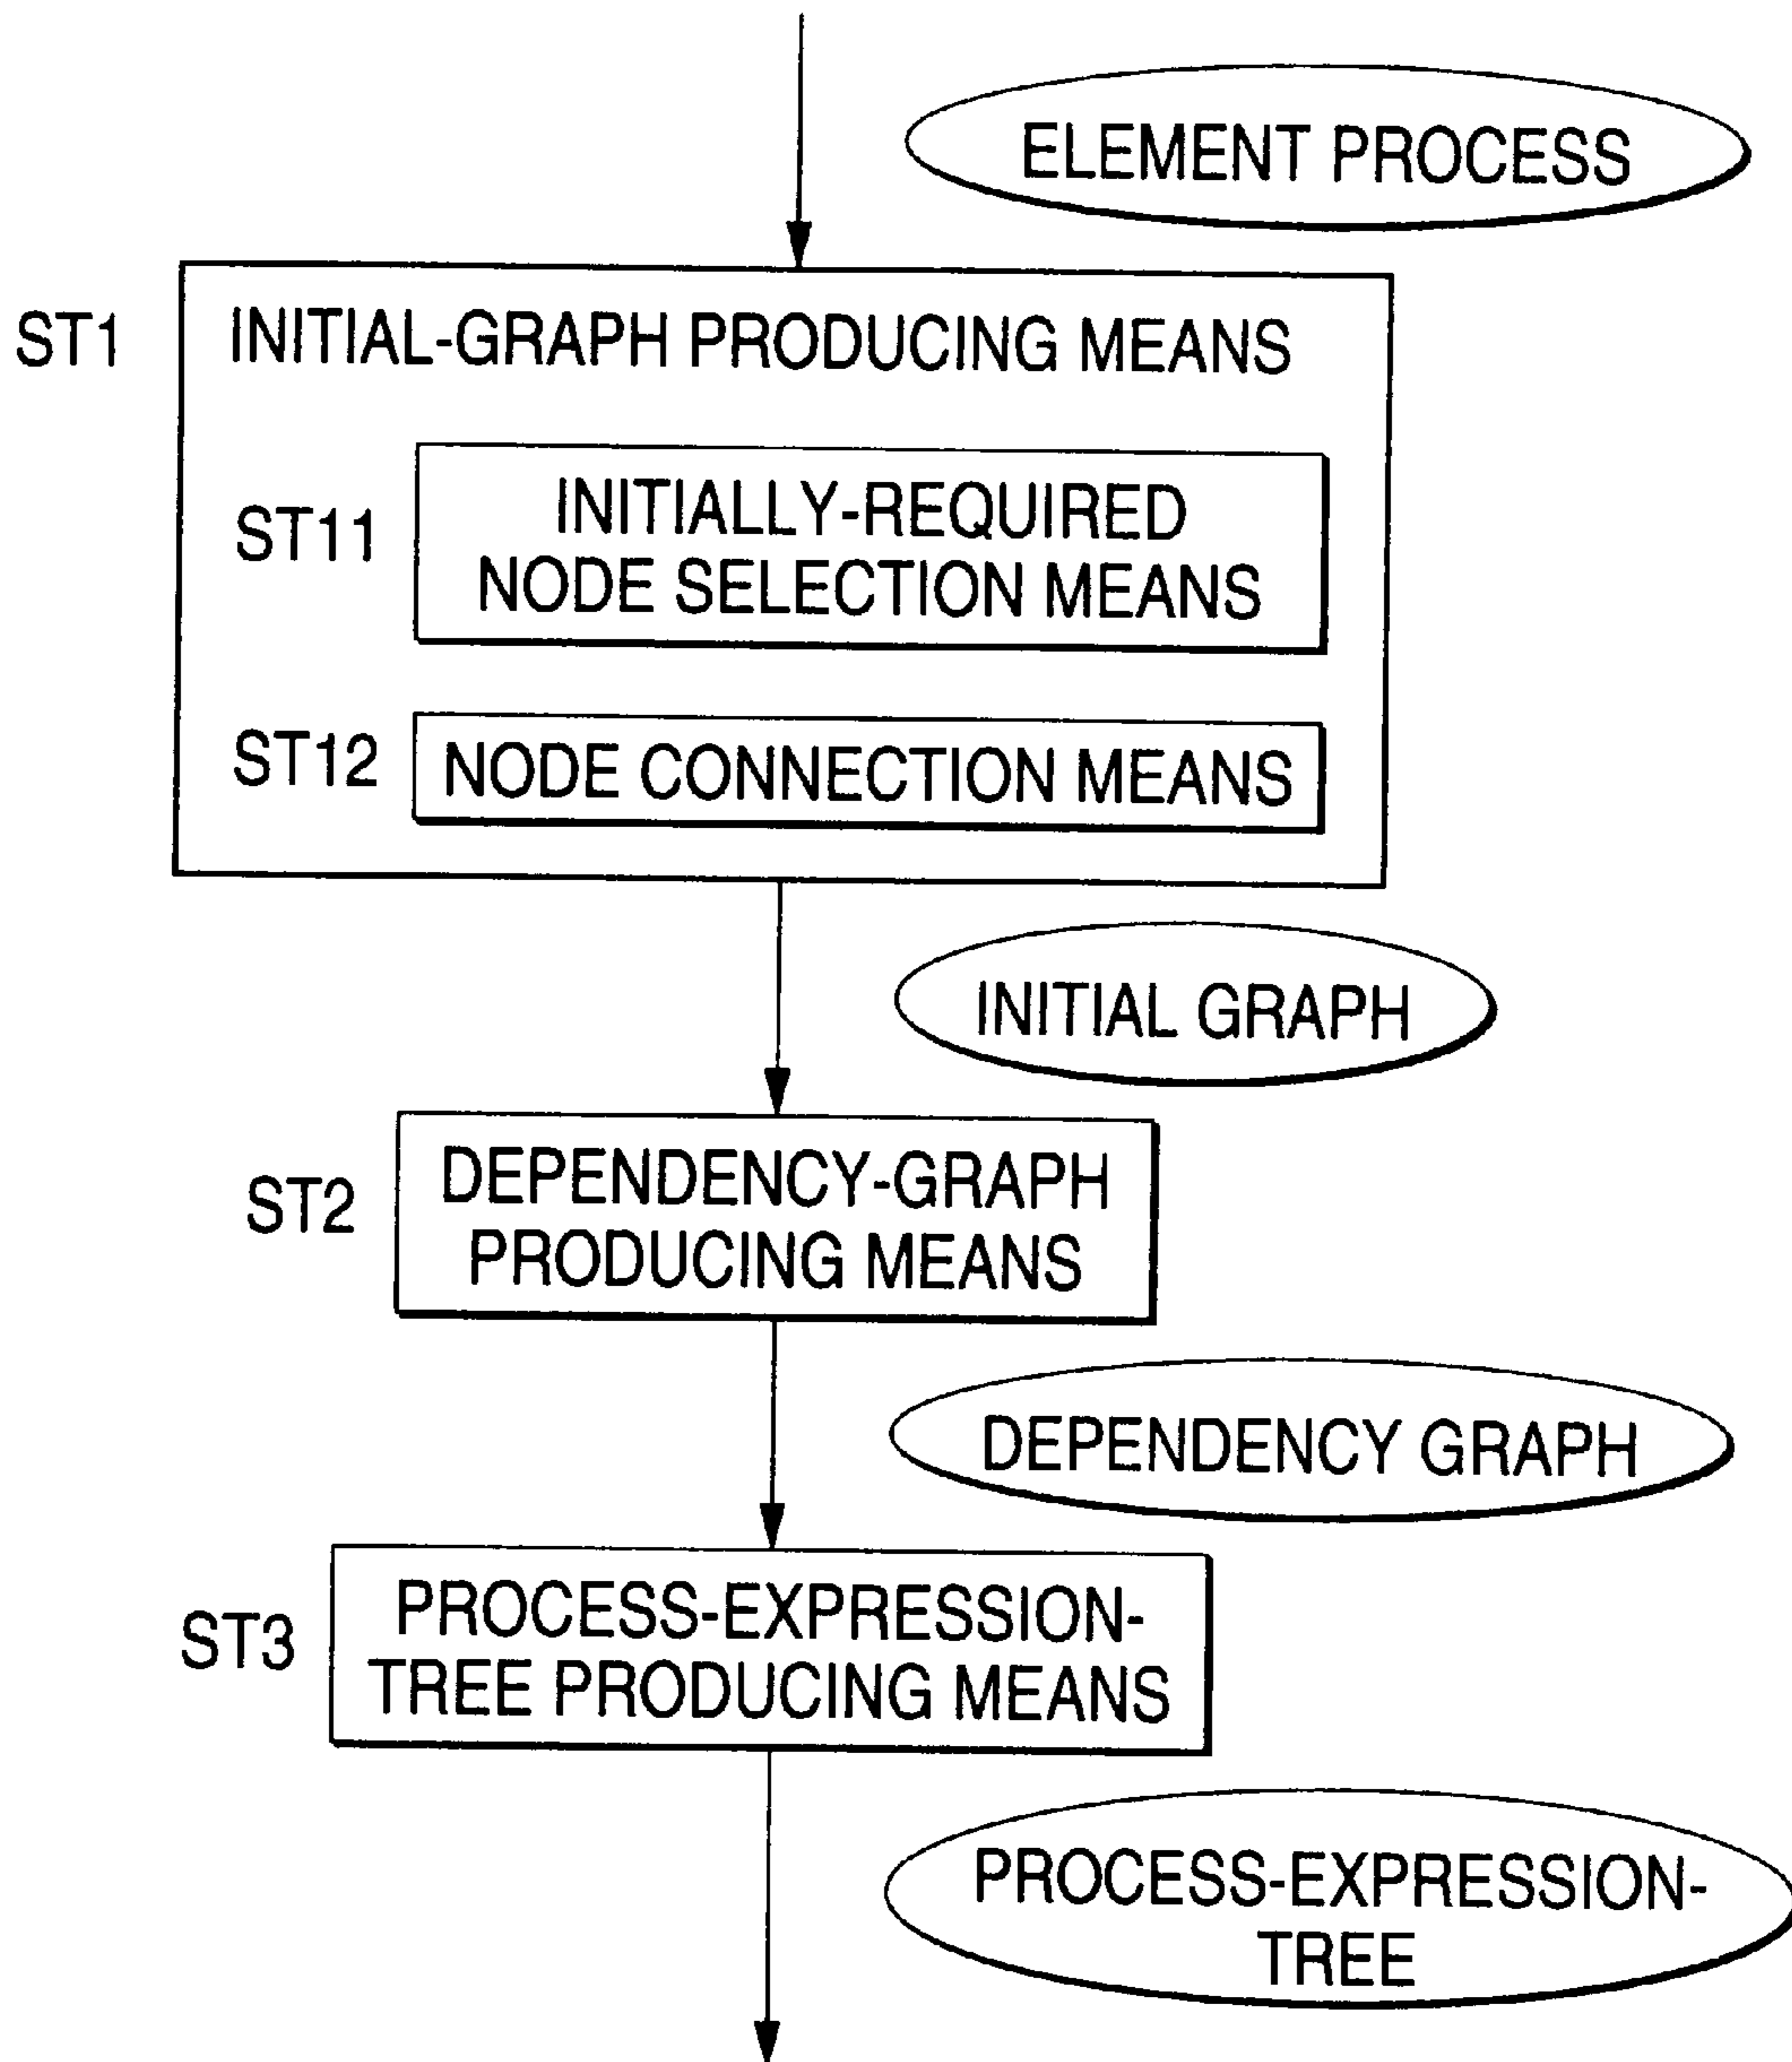 ELEMENT PROCESS
ST1
INITIAL-GRAPH PRODUCING MEANS
ST11
INITIALLY-REQUIRED
NODE SELECTION MEANS
ST12
NODE CONNECTION MEANS
INITIAL GRAPH
ST2
DEPENDENCY-GRAPH
PRODUCING MEANS
DEPENDENCY GRAPH
ST3
PROCESS-EXPRESSION-
TREE PRODUCING MEANS
PROCESS-EXPRESSION-
TREE